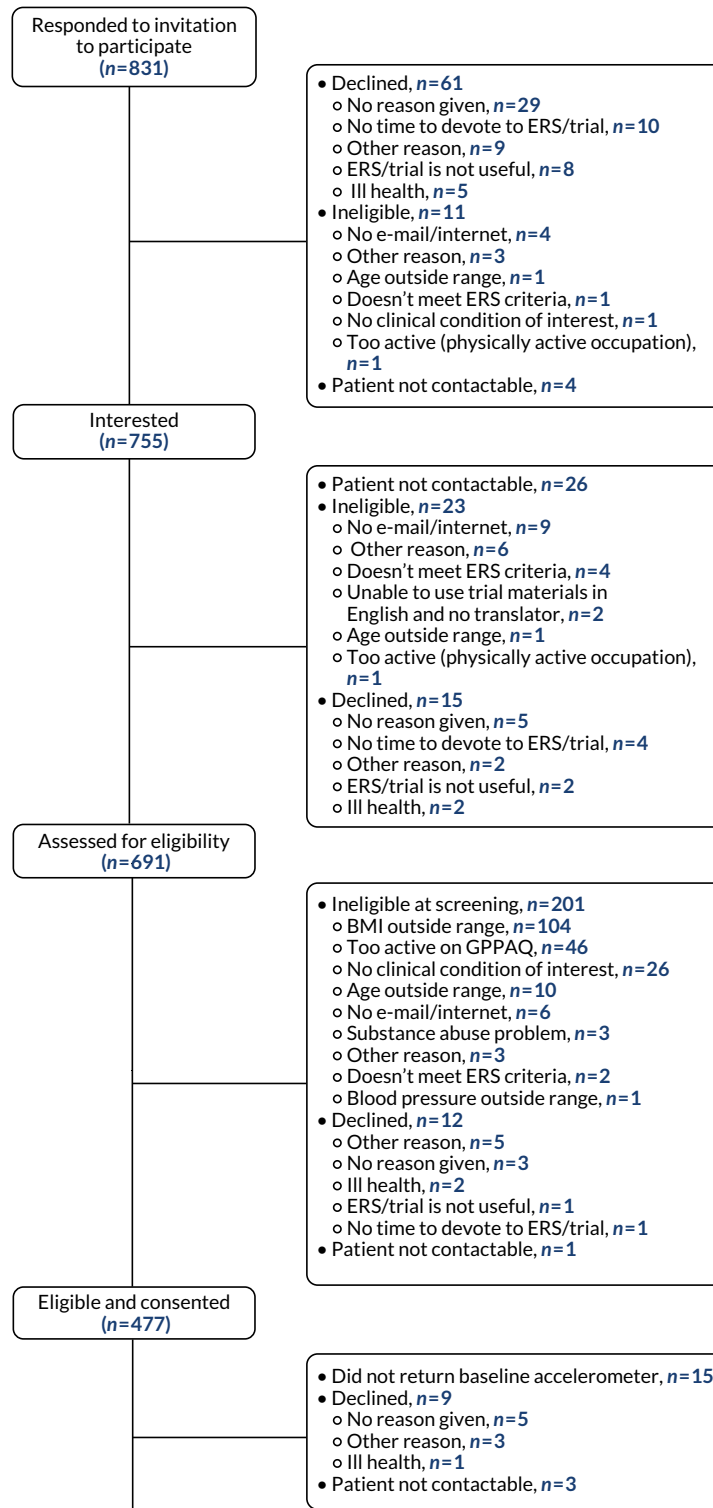 Responded to invitation
to participate
(n=831)
• Declined, n=61
o No reason given, n=29
o No time to devote to ERS/trial, n=10
o Other reason, n=9
o ERS/trial is not useful, n=8
o Ill health, n=5
• Ineligible, n=11
o No e-mail/internet, n=4
o Other reason, n=3
o Age outside range, n=1
o Doesn't meet ERS criteria, n=1
o No clinical condition of interest, n=1
o Too active (physically active occupation),
n=1
• Patient not contactable, n=4
Interested
(n=755)
• Patient not contactable, n=26
• Ineligible, n=23
o No e-mail/internet, n=9
o Other reason, n=6
o Doesn't meet ERS criteria, n=4
o Unable to use trial materials in
English and no translator, n=2
o Age outside range, n=1
o Too active (physically active occupation),
n=1
• Declined, n=15
o No reason given, n=5
o No time to devote to ERS/trial, n=4
o Other reason, n=2
o ERS/trial is not useful, n=2
o Ill health, n=2
Assessed for eligibility
(n=691)
• Ineligible at screening, n=201
o BMI outside range, n=104
o Too active on GPPAQ, n=46
o No clinical condition of interest, n=26
o Age outside range, n=10
o No e-mail/internet, n=6
o Substance abuse problem, n=3
o Other reason, n=3
o Doesn't meet ERS criteria, n=2
o Blood pressure outside range, n=1
• Declined, n=12
o Other reason, n=5
o No reason given, n=3
o Ill health, n=2
o ERS/trial is not useful, n=1
o No time to devote to ERS/trial, n=1
• Patient not contactable, n=1
Eligible and consented
(n=477)
• Did not return baseline accelerometer, n=15
• Declined, n=9
o No reason given, n=5
o Other reason, n=3
o Ill health, n=1
• Patient not contactable, n=3